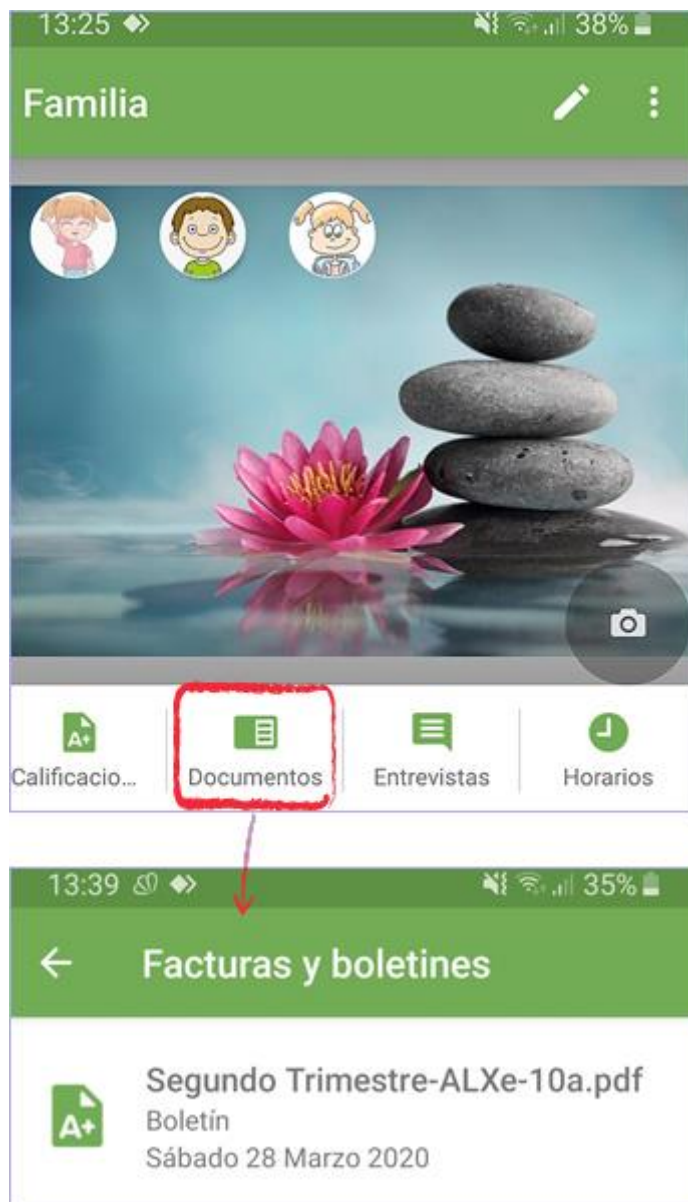 13:25 38%
Familia
A+
Calificacio... Documentos Entrevistas Horarios
13:39 35%
Facturas y boletines
A+
Segundo Trimestre-ALXe-10a.pdf
Boletín
Sábado 28 Marzo 2020